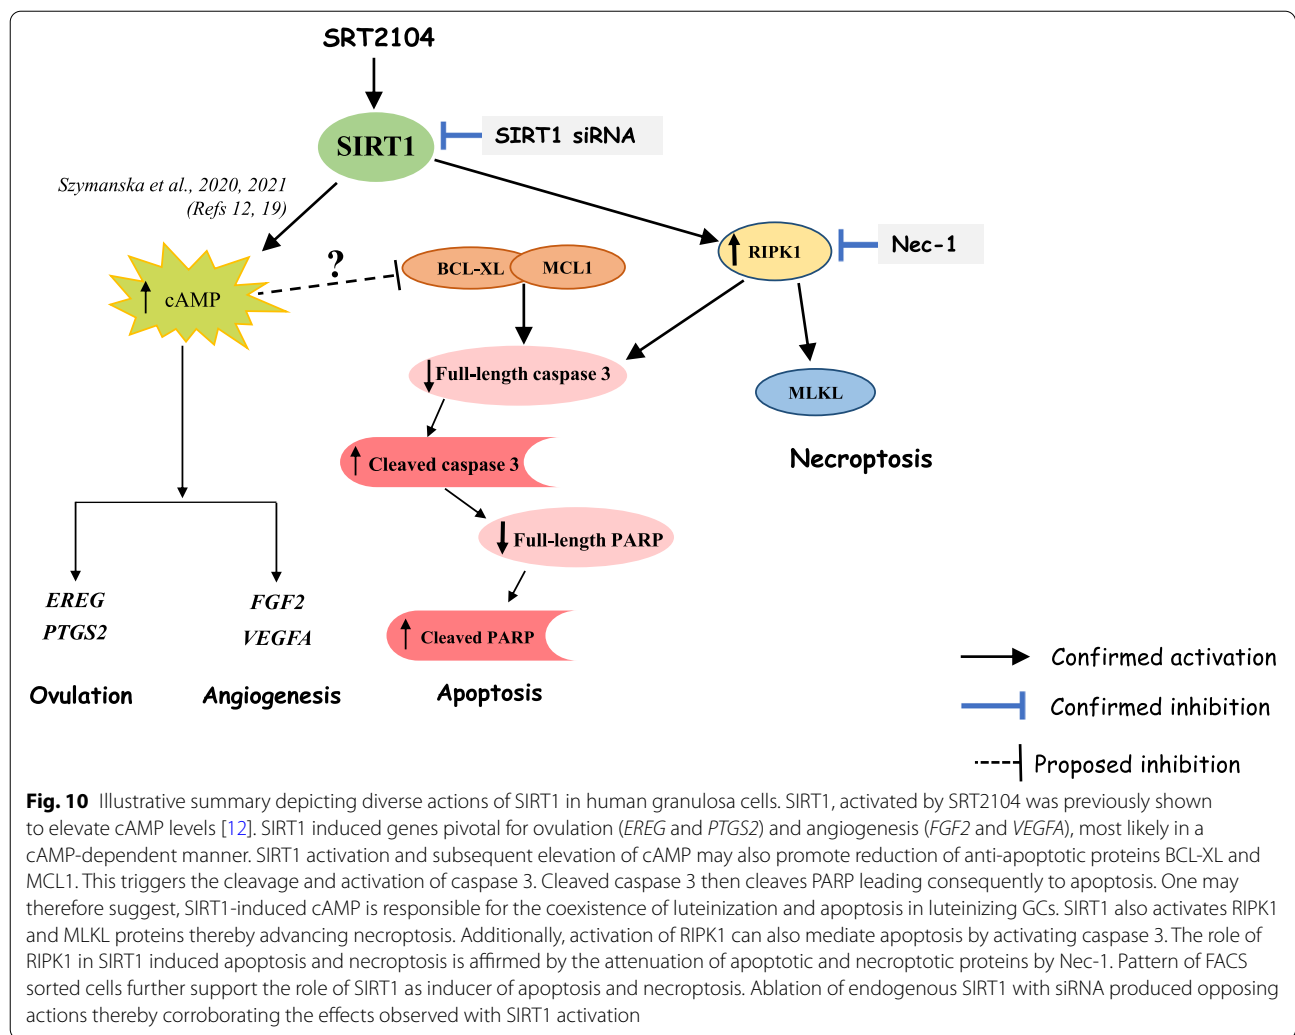 SRT2104
SIRT1
SIRT1 siRNA
Szymanska et al., 2020, 2021
(Refs 12, 19)
?
BCL-XL
MCL1
RIPK1
Nec-1
cAMP
Full-length caspase 3
MLKL
Cleaved caspase 3
Necroptosis
Full-length PARP
EREG
PTGS2
FGF2
VEGFA
Cleaved PARP
Ovulation
Angiogenesis
Apoptosis
Confirmed activation
Confirmed inhibition
Proposed inhibition
Fig. 10 Illustrative summary depicting diverse actions of SIRT1 in human granulosa cells. SIRT1, activated by SRT2104 was previously shown
to elevate cAMP levels [12]. SIRT1 induced genes pivotal for ovulation (EREG and PTGS2) and angiogenesis (FGF2 and VEGFA), most likely in a
cAMP-dependent manner. SIRT1 activation and subsequent elevation of cAMP may also promote reduction of anti-apoptotic proteins BCL-XL and
MCL1. This triggers the cleavage and activation of caspase 3. Cleaved caspase 3 then cleaves PARP leading consequently to apoptosis. One may
therefore suggest, SIRT1-induced cAMP is responsible for the coexistence of luteinization and apoptosis in luteinizing GCs. SIRT1 also activates RIPK1
and MLKL proteins thereby advancing necroptosis. Additionally, activation of RIPK1 can also mediate apoptosis by activating caspase 3. The role of
RIPK1 in SIRT1 induced apoptosis and necroptosis is affirmed by the attenuation of apoptotic and necroptotic proteins by Nec-1. Pattern of FACS
sorted cells further support the role of SIRT1 as inducer of apoptosis and necroptosis. Ablation of endogenous SIRT1 with siRNA produced opposing
actions thereby corroborating the effects observed with SIRT1 activation